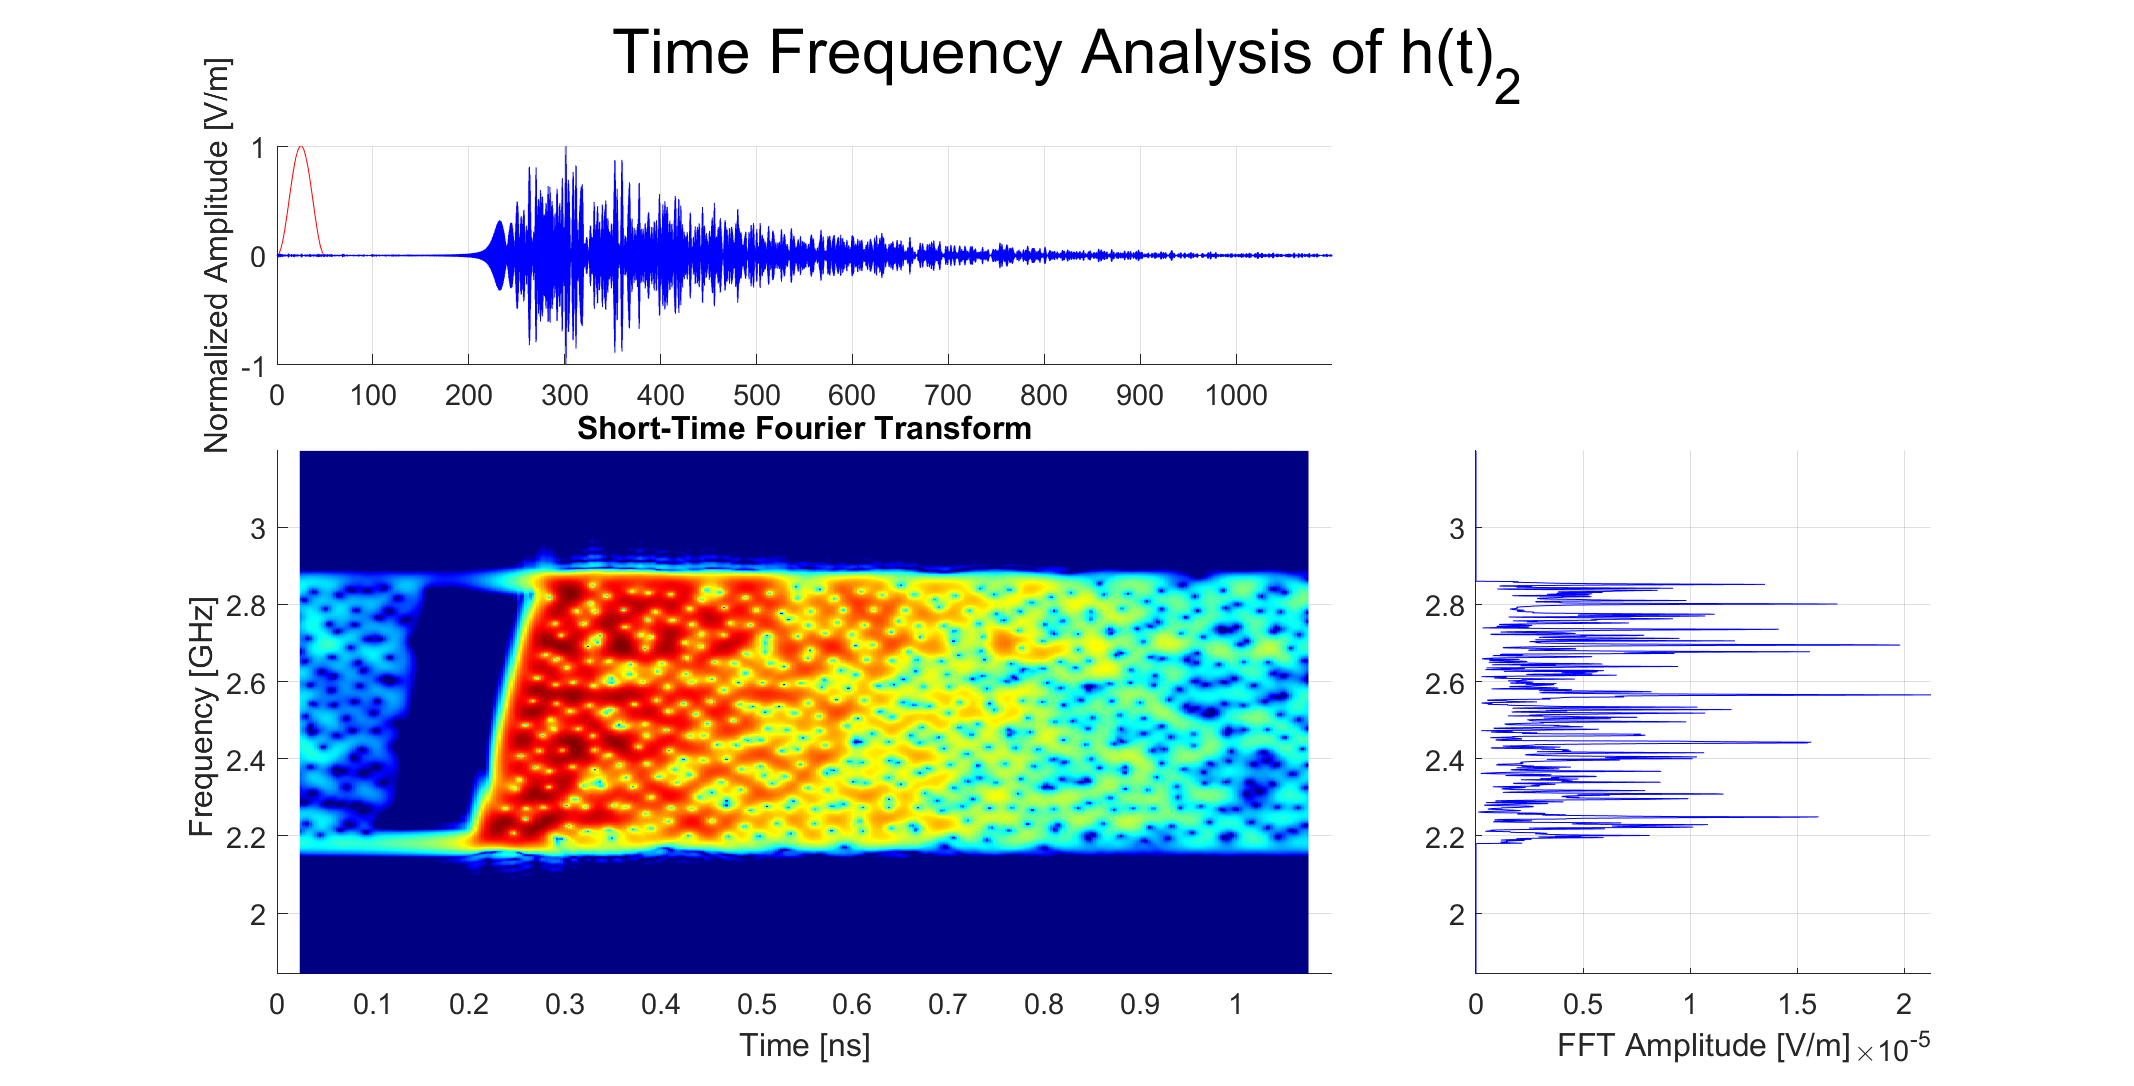 Time Frequency Analysis of h(t)₂
Normalized Amplitude [V/m]
1
0
-1
0 100 200 300 400 500 600 700 800 900 1000
Short-Time Fourier Transform
Frequency [GHz]
3
2.8
2.6
2.4
2.2
2
0 0.1 0.2 0.3 0.4 0.5 0.6 0.7 0.8 0.9 1
Time [ns]
3
2.8
2.6
2.4
2.2
2
0 0.5 1 1.5 2
FFT Amplitude [V/m] ×10⁻⁵